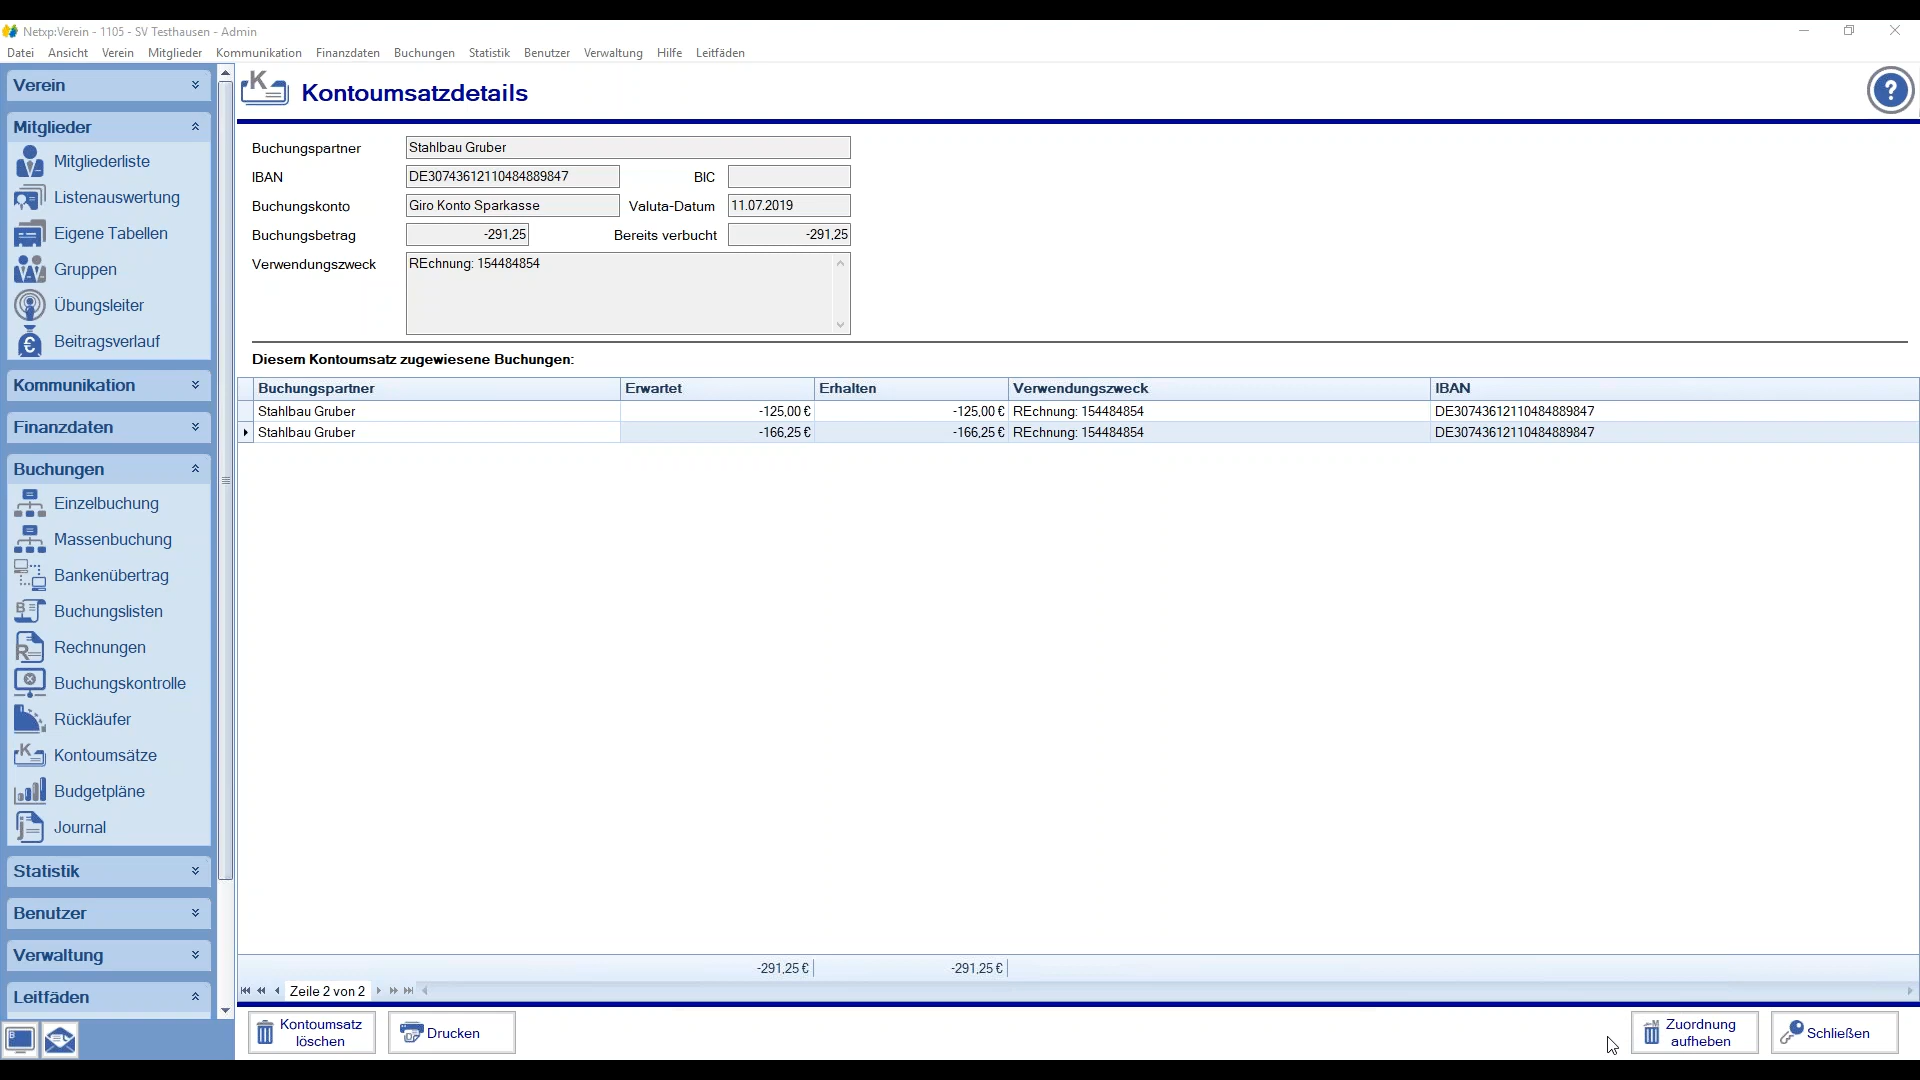 Netxp:Verein - 1105 - SV Testhausen - Admin
Datei Ansicht Verein Mitglieder Kommunikation Finanzdaten Buchungen Statistik Benutzer Verwaltung Hilfe Leitfäden
Verein
Mitglieder
Mitgliederliste
Listenauswertung
Eigene Tabellen
Gruppen
Übungsleiter
Beitragsverlauf
Kommunikation
Finanzdaten
Buchungen
Einzelbuchung
Massenbuchung
Bankenübertrag
Buchungslisten
Rechnungen
Buchungskontrolle
Rückläufer
Kontoumsätze
Budgetpläne
Journal
Statistik
Benutzer
Verwaltung
Leitfäden
Kontoumsatzdetails
?
Buchungspartner Stahlbau Gruber
IBAN DE30743612110484889847 BIC
Buchungskonto Giro Konto Sparkasse Valuta-Datum 11.07.2019
Buchungsbetrag -291,25 Bereits verbucht -291,25
Verwendungszweck REchnung: 154484854
Diesem Kontoumsatz zugewiesene Buchungen:
Buchungspartner Erwartet Erhalten Verwendungszweck IBAN
Stahlbau Gruber -125,00 € -125,00 € REchnung: 154484854 DE30743612110484889847
Stahlbau Gruber -166,25 € -166,25 € REchnung: 154484854 DE30743612110484889847
-291,25 € -291,25 €
Zeile 2 von 2
Kontoumsatz
löschen
Drucken
Zuordnung
aufheben
Schließen